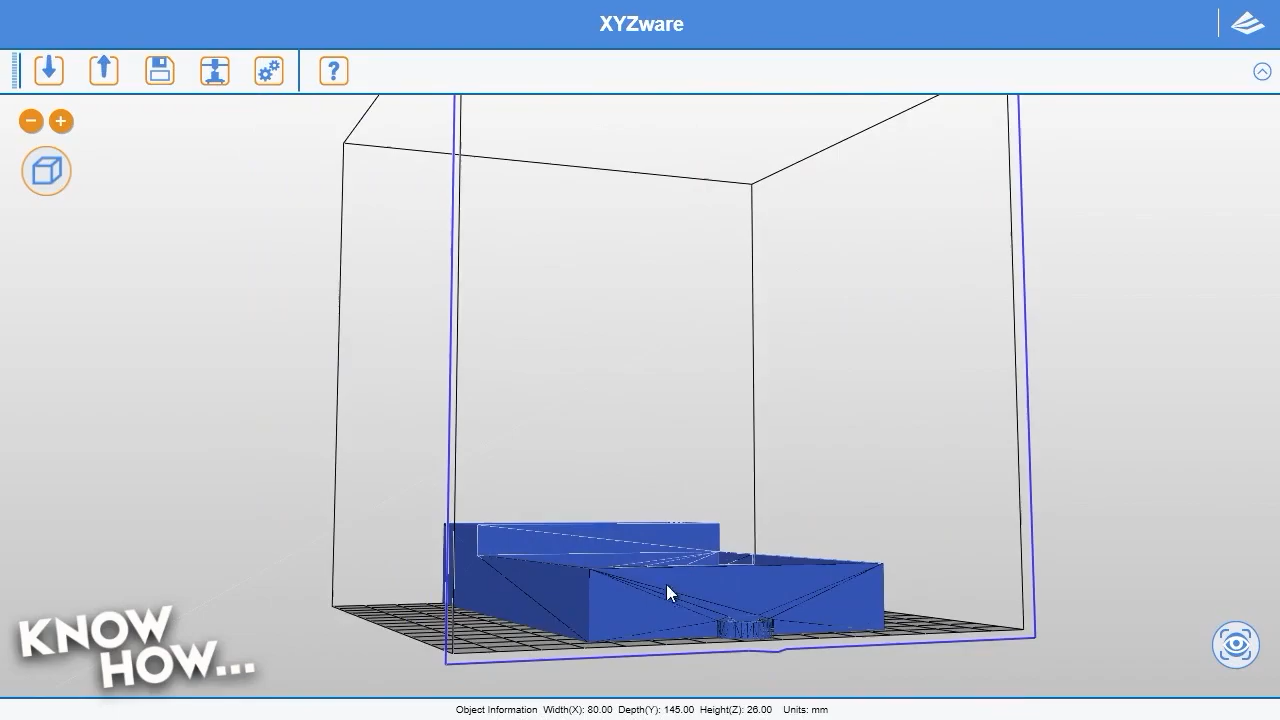 XYZware
?
KNOW
HOW...
Object Information Width(X): 80.00 Depth(Y): 145.00 Height(Z): 26.00 Units: mm